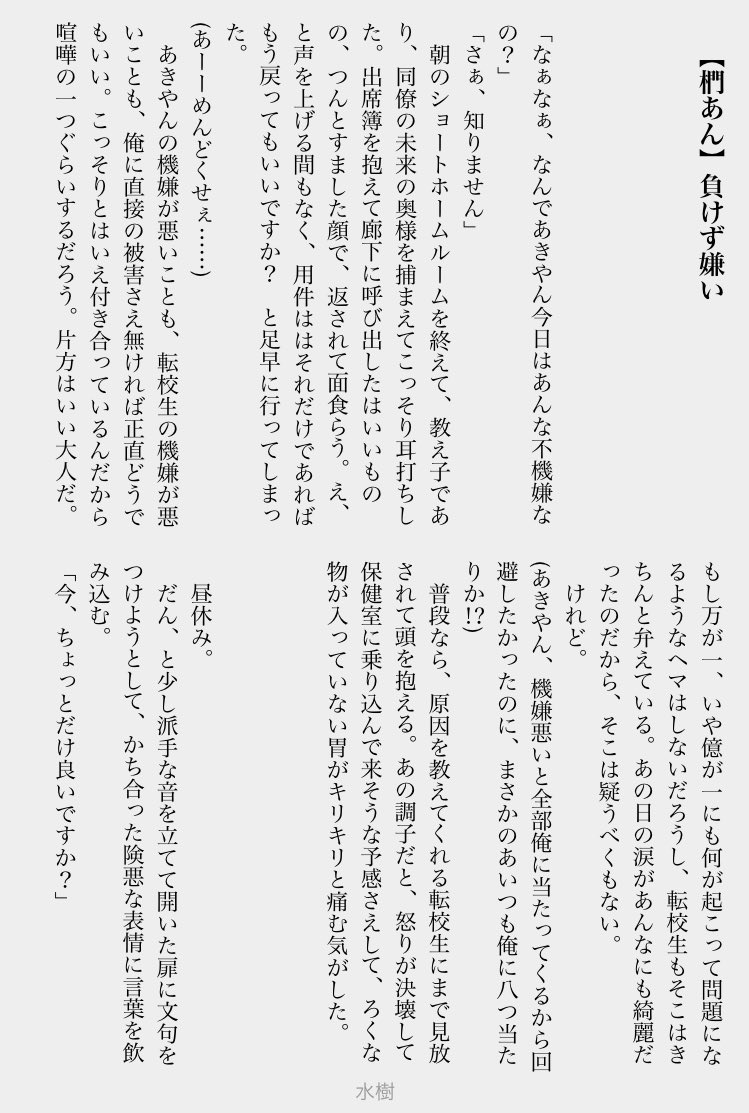 【椚あん】負けず嫌い
「なぁなぁ、なんであきやん今日はあんな不機嫌な
の？」
「さぁ、知りません」
　朝のショートホームルームを終えて、教え子であ
り、同僚の未来の奥様を捕まえてこっそり耳打ちし
た。出席簿を抱えて廊下に呼び出したはいいもの
の、つんとすました顔で、返されて面食らう。え、
と声を上げる間もなく、用件ははそれだけであれば
もう戻ってもいいですか？　と足早に行ってしまっ
た。
(あーーめんどくせぇ……)
　あきやんの機嫌が悪いことも、転校生の機嫌が悪
いことも、俺に直接の被害さえ無ければ正直どうで
もいい。こっそりとはいえ付き合っているんだから
喧嘩の一つぐらいするだろう。片方はいい大人だ。
もし万が一、いや億が一にも何が起こって問題にな
るようなヘマはしないだろうし、転校生もそこはき
ちんと弁えている。あの日の涙があんなにも綺麗だ
ったのだから、そこは疑うべくもない。
　けれど。
(あきやん、機嫌悪いと全部俺に当たってくるから回
避したかったのに、まさかのあいつも俺に八つ当た
りか!?)
　普段なら、原因を教えてくれる転校生にまで見放
されて頭を抱える。あの調子だと、怒りが決壊して
保健室に乗り込んで来そうな予感さえして、ろくな
物が入っていない胃がキリキリと痛む気がした。
　昼休み。
　だん、と少し派手な音を立てて開いた扉に文句を
つけようとして、かち合った険悪な表情に言葉を飲
み込む。
「今、ちょっとだけ良いですか？」
水樹